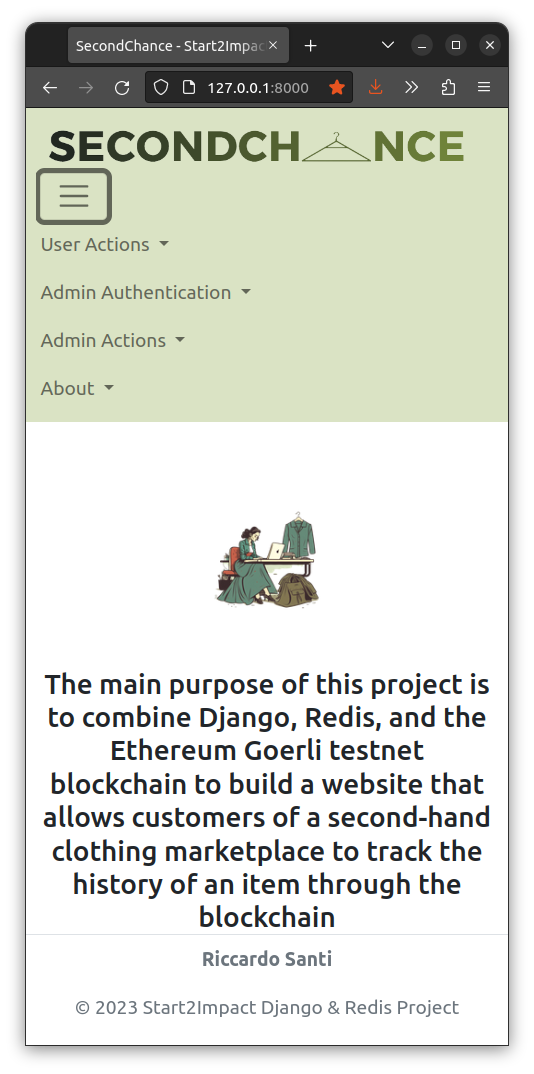 SecondChance - Start2Impac
127.0.0.1:8000
SECONDCHANCE
User Actions
Admin Authentication
Admin Actions
About
The main purpose of this project is
to combine Django, Redis, and the
Ethereum Goerli testnet
blockchain to build a website that
allows customers of a second-hand
clothing marketplace to track the
history of an item through the
blockchain
Riccardo Santi
© 2023 Start2Impact Django & Redis Project